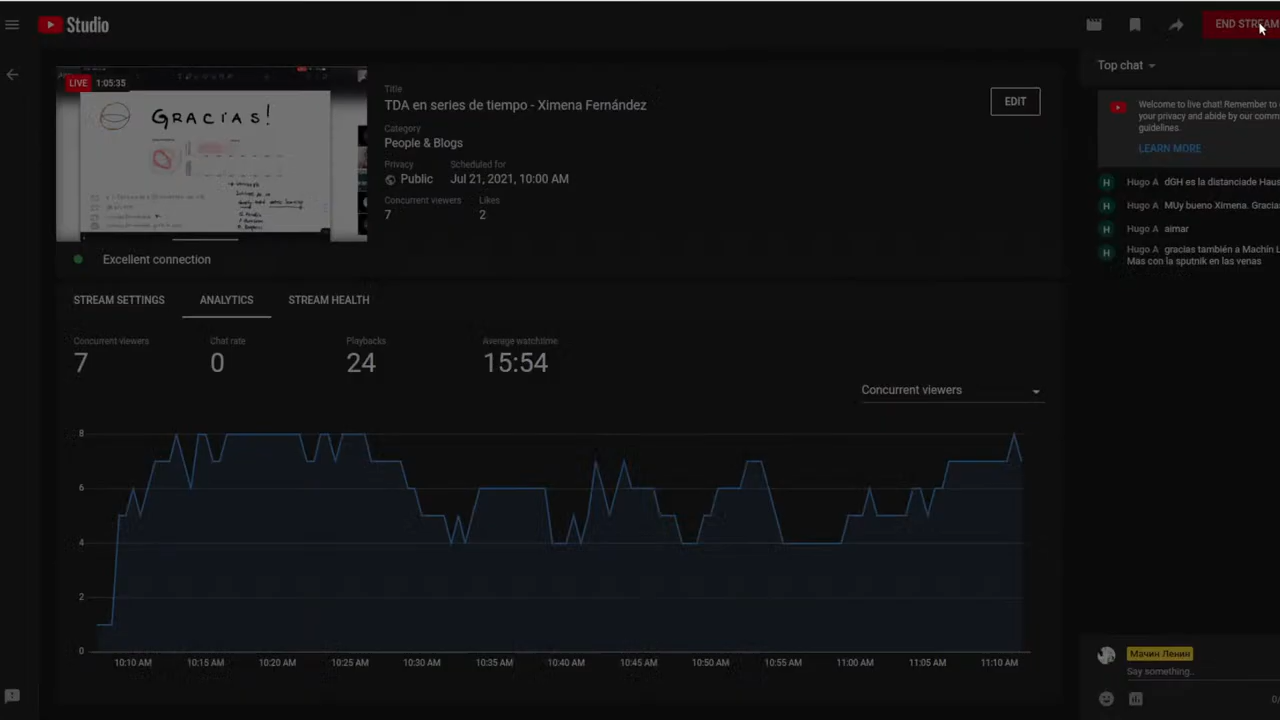 Studio
END STREAM
LIVE 1:05:35
GRACIAS!
Title
TDA en series de tiempo - Ximena Fernández
EDIT
Category
People & Blogs
Privacy
Scheduled for
Public
Jul 21, 2021, 10:00 AM
Concurrent viewers
Likes
7
2
Excellent connection
STREAM SETTINGS
ANALYTICS
STREAM HEALTH
Concurrent viewers
Chat rate
Playbacks
Average watchtime
7
0
24
15:54
Concurrent viewers
8
6
4
2
0
10:10 AM
10:15 AM
10:20 AM
10:25 AM
10:30 AM
10:35 AM
10:40 AM
10:45 AM
10:50 AM
10:55 AM
11:00 AM
11:05 AM
11:10 AM
Top chat
Welcome to live chat! Remember to
your privacy and abide by our comm
guidelines.
LEARN MORE
H Hugo A dGH es la distanciade Haus
H Hugo A MUy bueno Ximena. Gracia
H Hugo A aimar
H Hugo A gracias también a Machín L
Mas con la sputnik en las venas
Мачин Ленин
Say something..